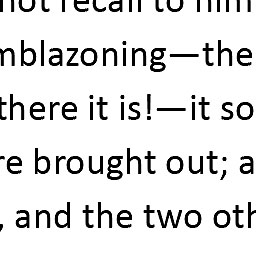 not recall to him
mblazoning—the
there it is!—it so
re brought out; a
, and the two oth